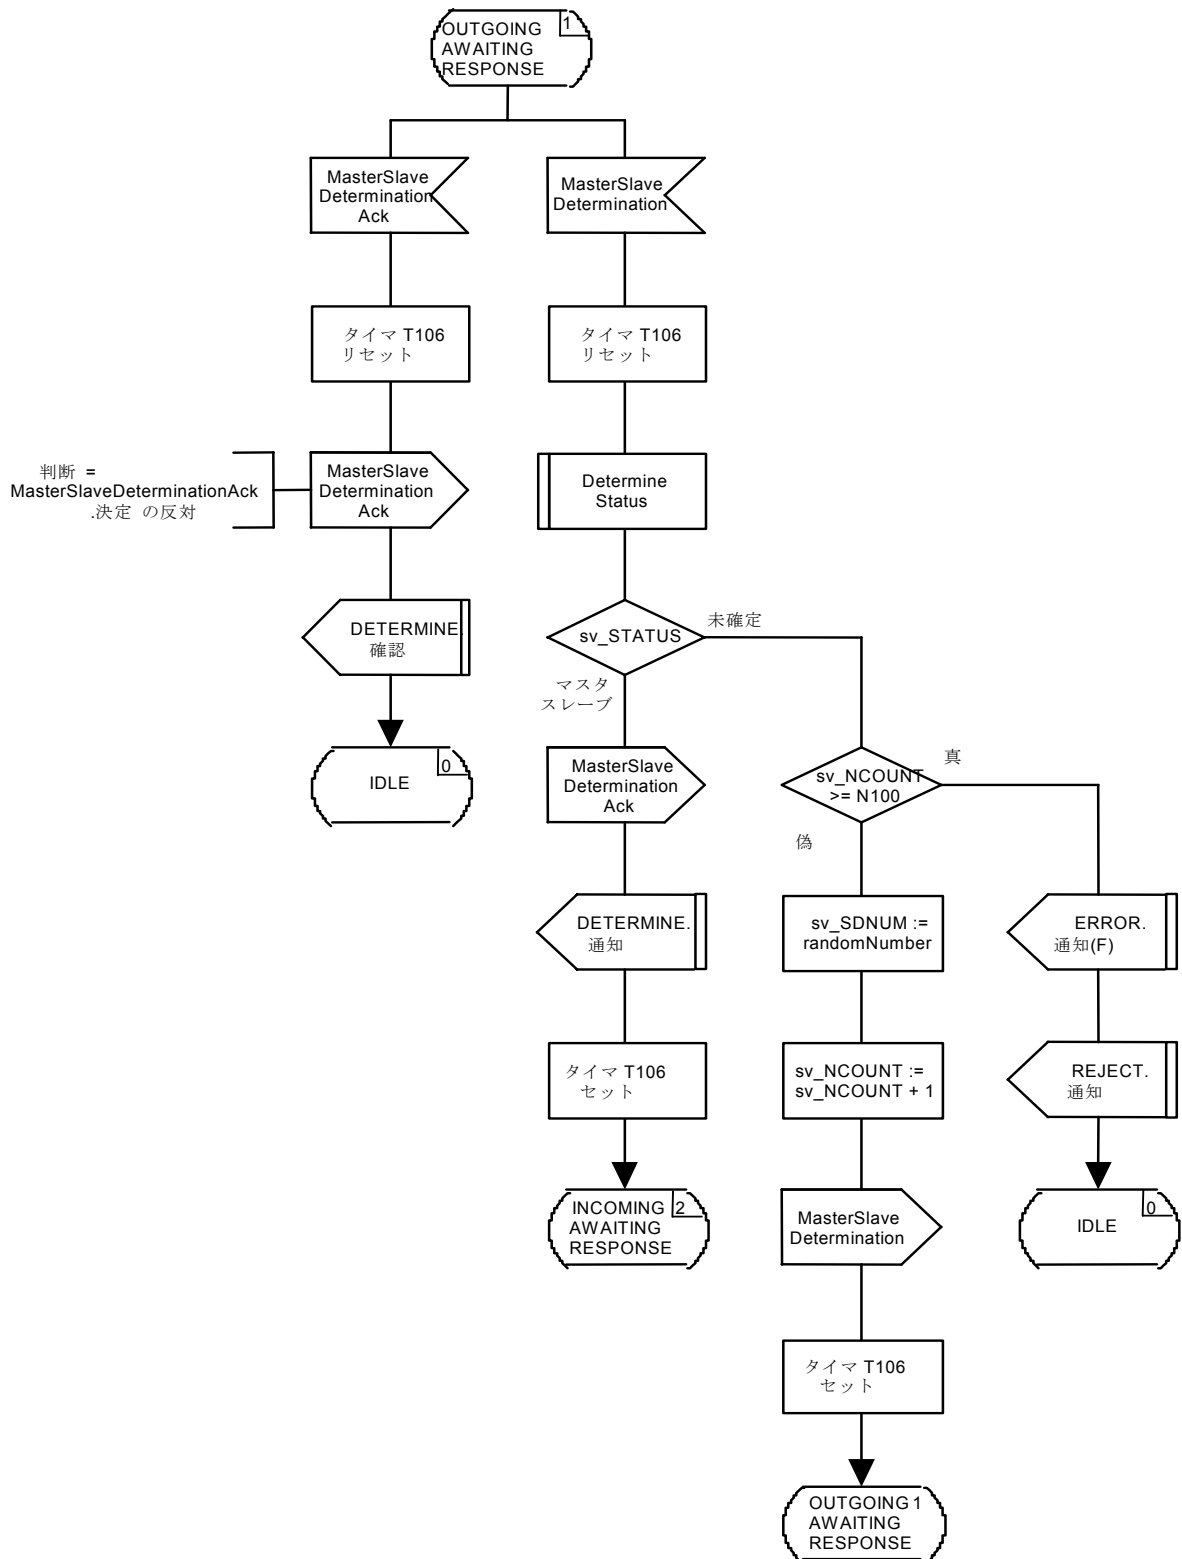 OUTGOING 1
AWAITING
RESPONSE
MasterSlave
Determination
Ack
MasterSlave
Determination
タイマ T106
リセット
タイマ T106
リセット
判断 =
MasterSlaveDeterminationAck
.決定 の反対
MasterSlave
Determination
Ack
Determine
Status
DETERMINE.
確認
sv_STATUS
未確定
マスタ
スレーブ
IDLE 0
MasterSlave
Determination
Ack
sv_NCOUNT
>= N100
真
偽
DETERMINE.
通知
sv_SDNUM :=
randomNumber
ERROR.
通知(F)
タイマ T106
セット
sv_NCOUNT :=
sv_NCOUNT + 1
REJECT.
通知
INCOMING 2
AWAITING
RESPONSE
MasterSlave
Determination
IDLE 0
タイマ T106
セット
OUTGOING 1
AWAITING
RESPONSE